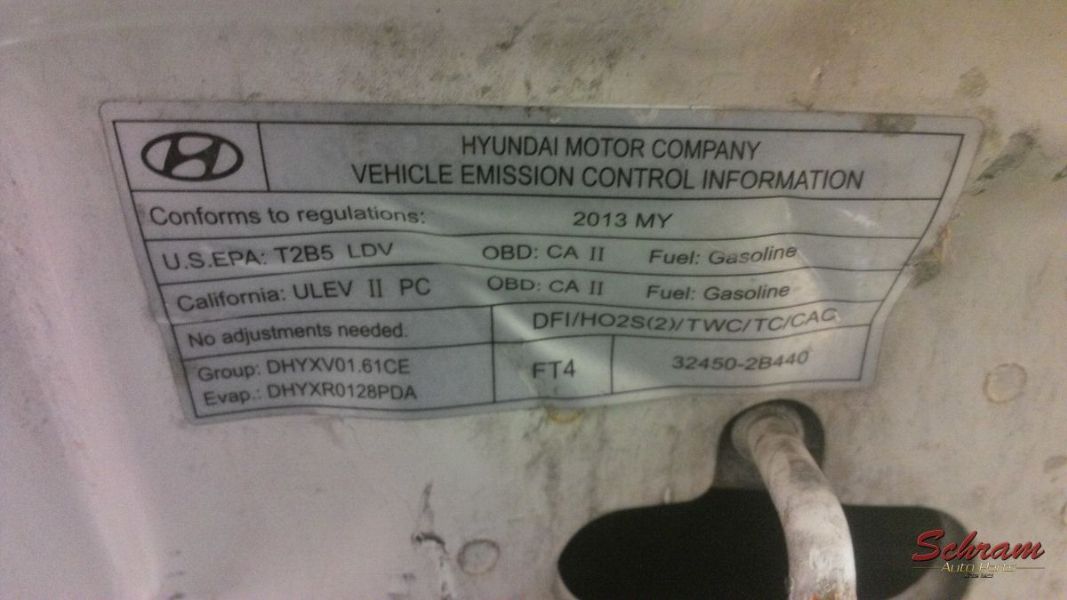 HYUNDAI MOTOR COMPANY
VEHICLE EMISSION CONTROL INFORMATION
Conforms to regulations: 2013 MY
U.S.EPA: T2B5 LDV OBD: CA II Fuel: Gasoline
California: ULEV II PC OBD: CA II Fuel: Gasoline
No adjustments needed. DFI/HO2S(2)/TWC/TC/CAC
Group: DHYXV01.61CE
Evap.: DHYXR0128PDA
FT4
32450-2B440
Schram
Auto Parts